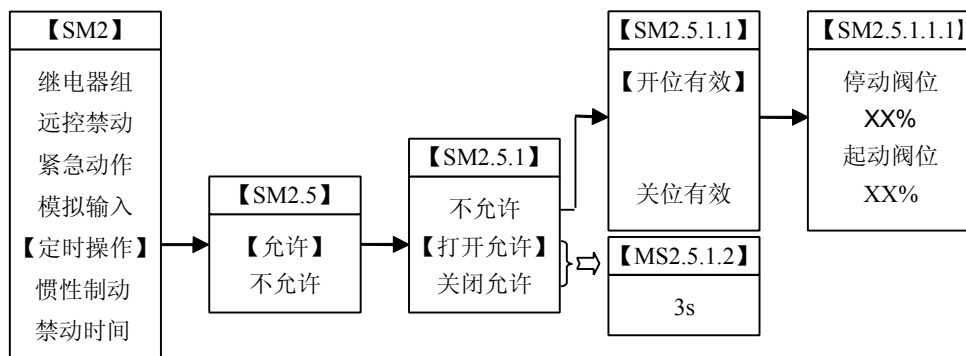 【SM2】
继电器组
远控禁动
紧急动作
模拟输入
【定时操作】
惯性制动
禁动时间
【SM2.5】
【允许】
不允许
【SM2.5.1】
不允许
【打开允许】
关闭允许
【SM2.5.1.1】
【开位有效】
关位有效
【MS2.5.1.2】
3s
【SM2.5.1.1.1】
停动阀位
XX%
起动阀位
XX%